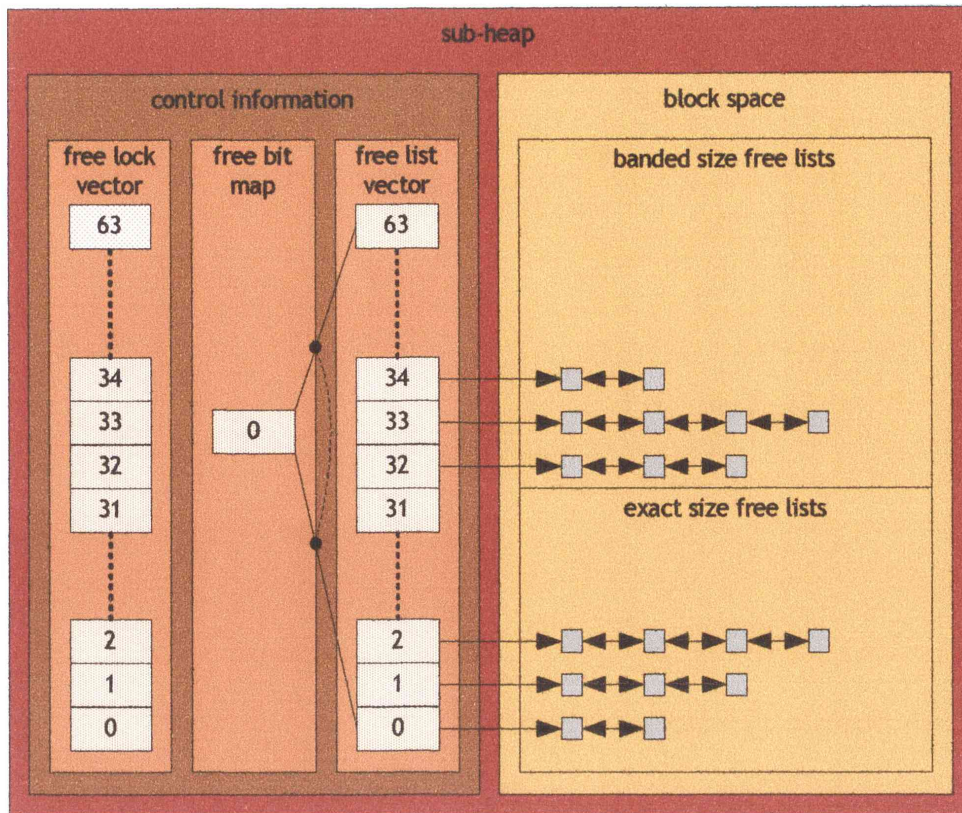 sub-heap
control information
block space
free lock
vector
free bit
map
free list
vector
banded size free lists
63
63
34
34
33
0
33
32
32
31
31
exact size free lists
2
2
1
1
0
0